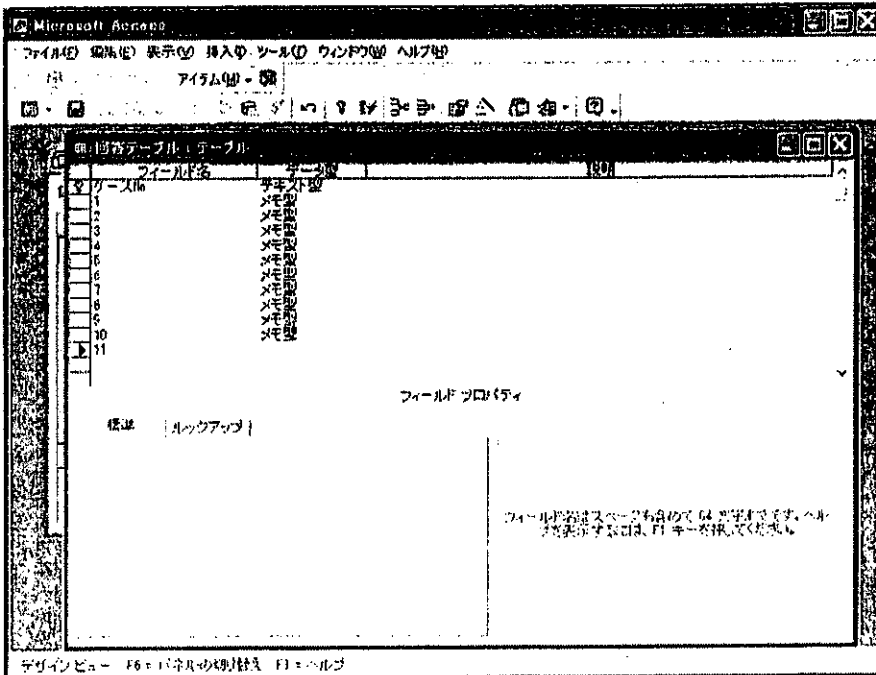 Microsoft Access
ファイル(F) 編集(E) 表示(V) 挿入(I) ツール(T) ウィンドウ(W) ヘルプ(H)
アイテム(M)
回答テーブル : テーブル
フィールド名 データ型 説明
ケースNo テキスト型
1 メモ型
2 メモ型
3 メモ型
4 メモ型
5 メモ型
6 メモ型
7 メモ型
8 メモ型
9 メモ型
10 メモ型
11
フィールド プロパティ
標準 ルックアップ
フィールド名はスペースも含めて 64 文字までです。ヘル
プを表示するには、F1 キーを押してください。
デザイン ビュー F6 = パネルの切り替え F1 = ヘルプ